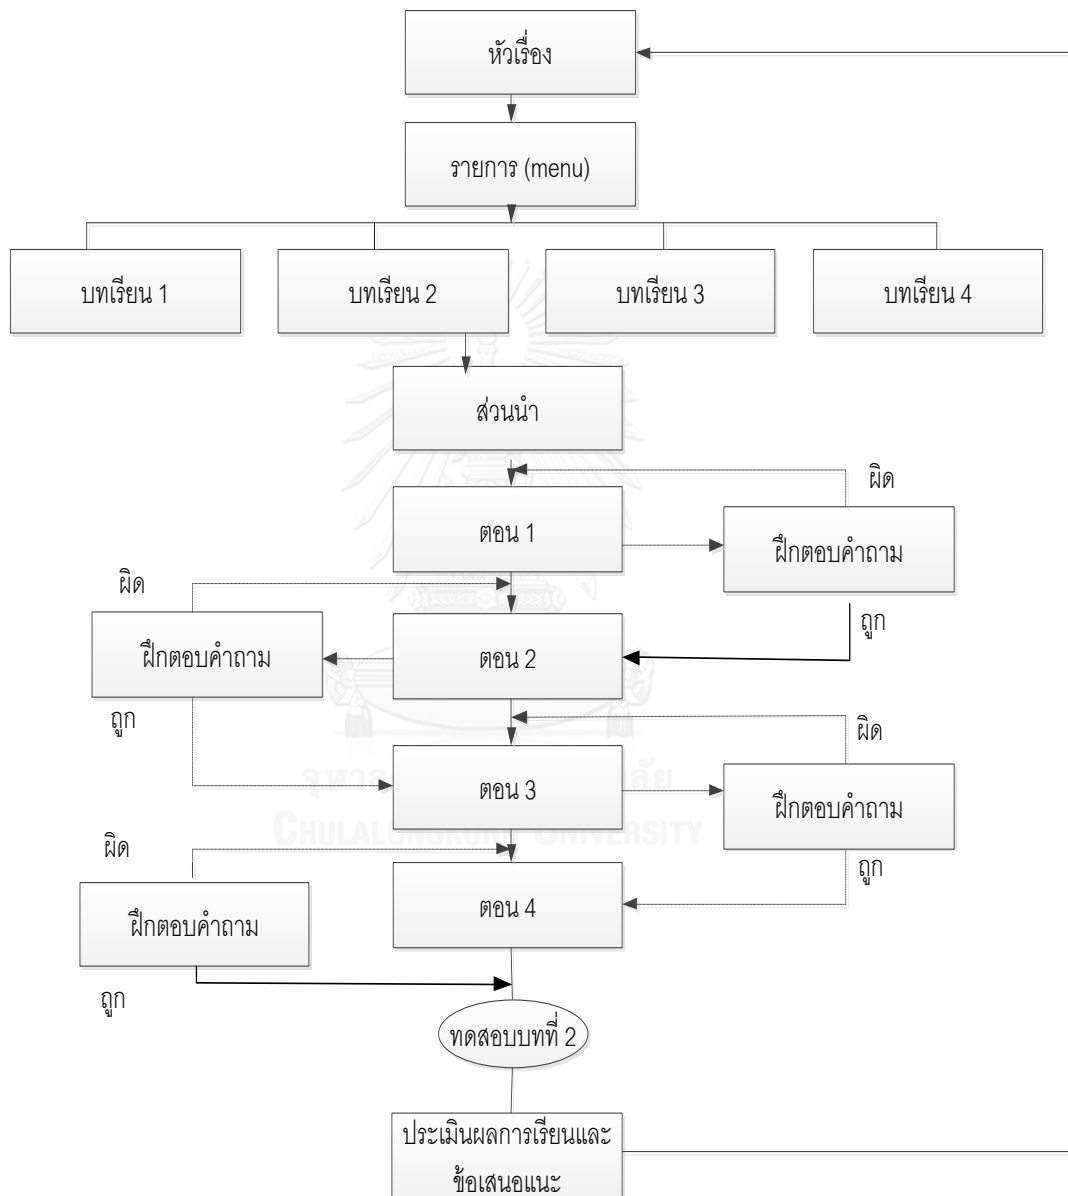 หัวเรื่อง
รายการ (menu)
บทเรียน 1
บทเรียน 2
บทเรียน 3
บทเรียน 4
ส่วนนำ
ผิด
ตอน 1
ฝึกตอบคำถาม
ผิด
ถูก
ฝึกตอบคำถาม
ตอน 2
ถูก
ผิด
ตอน 3
ฝึกตอบคำถาม
CHULALONGKORN UNIVERSITY
ผิด
ถูก
ตอน 4
ฝึกตอบคำถาม
ถูก
ทดสอบบทที่ 2
ประเมินผลการเรียนและ
ข้อเสนอแนะ